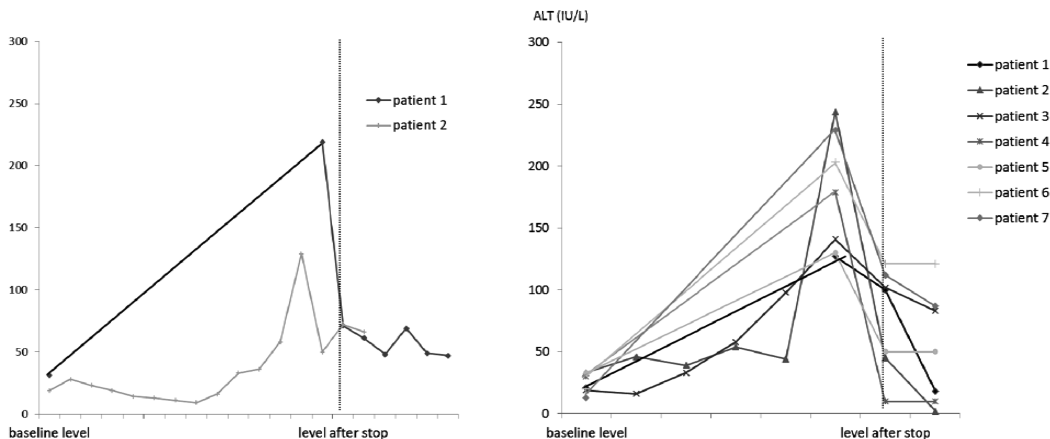 300
250
200
150
100
50
0
baseline level
level after stop
patient 1
patient 2
ALT (IU/L)
300
250
200
150
100
50
0
baseline level
level after stop
patient 1
patient 2
patient 3
patient 4
patient 5
patient 6
patient 7